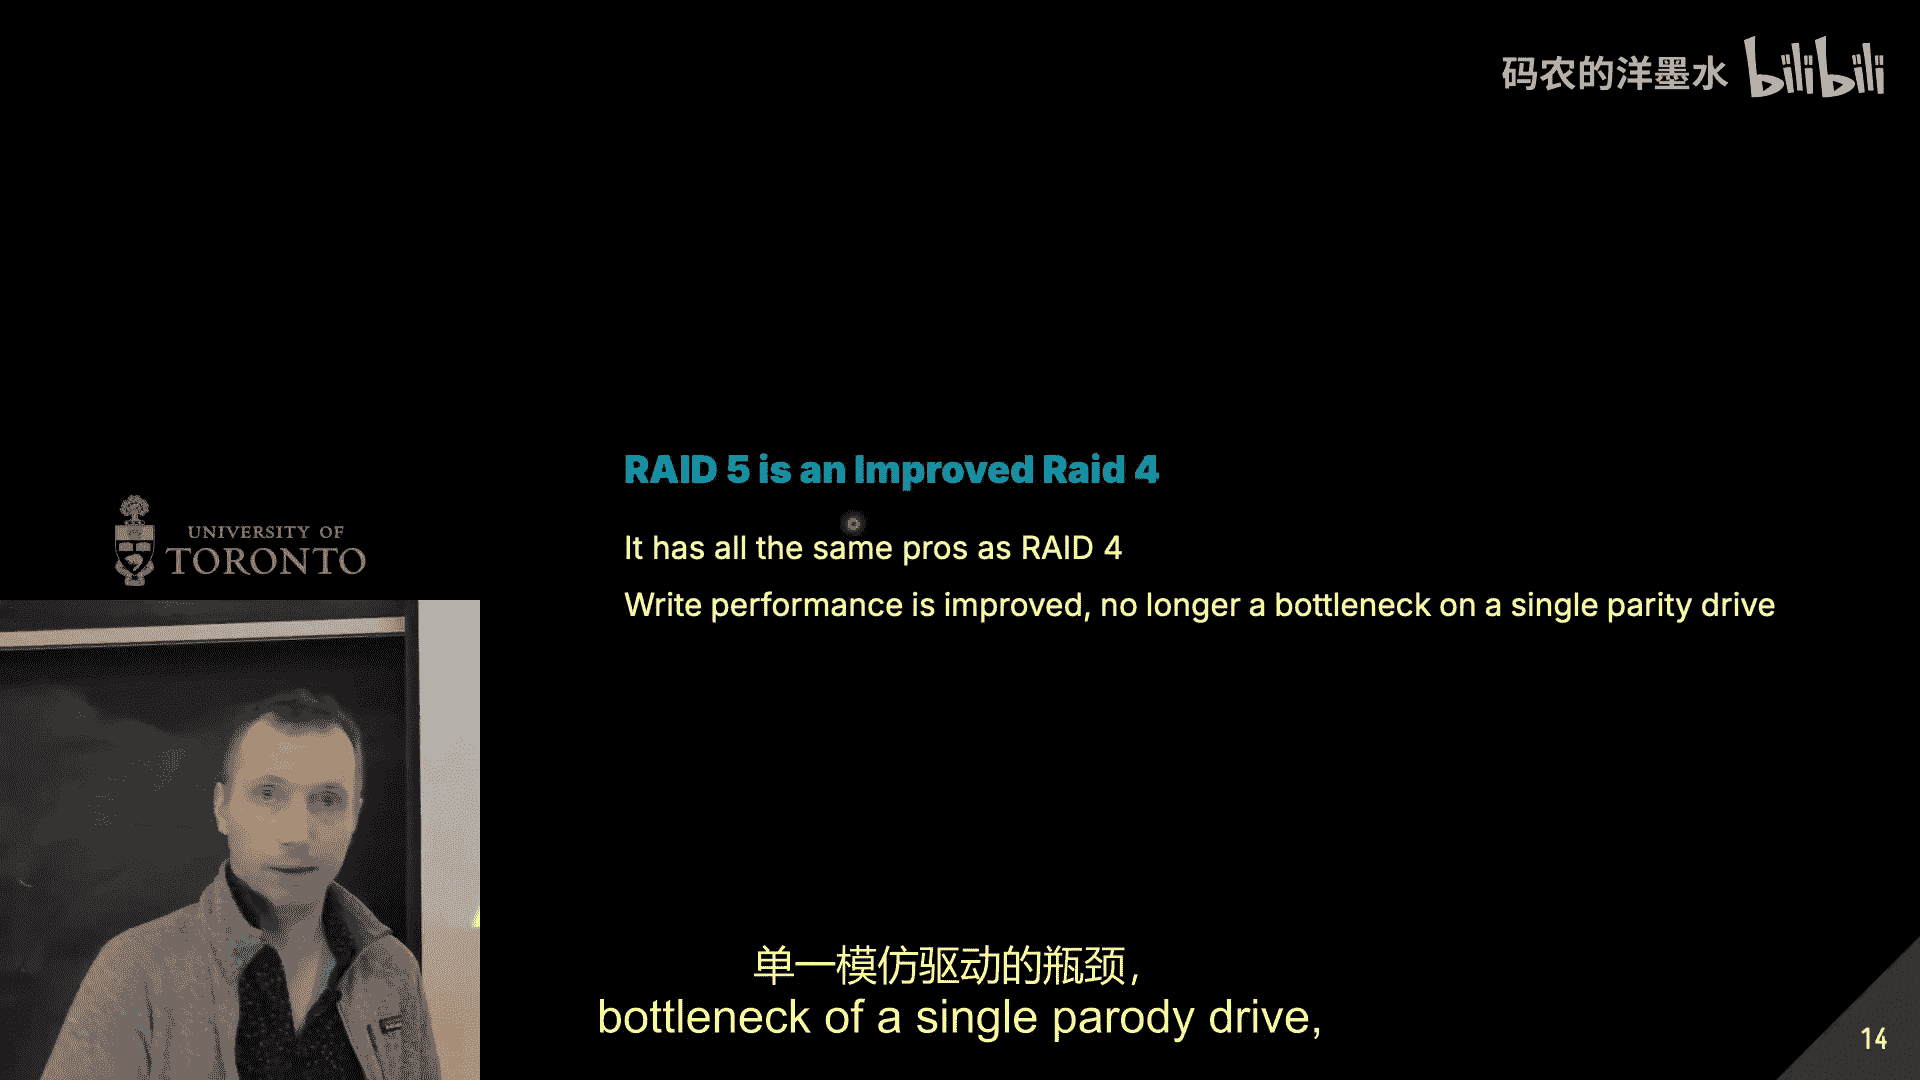 码农的洋墨水 bilibili
RAID 5 is an Improved Raid 4
UNIVERSITY OF
TORONTO
It has all the same pros as RAID 4
Write performance is improved, no longer a bottleneck on a single parity drive
单一模仿驱动的瓶颈，
bottleneck of a single parody drive,
14